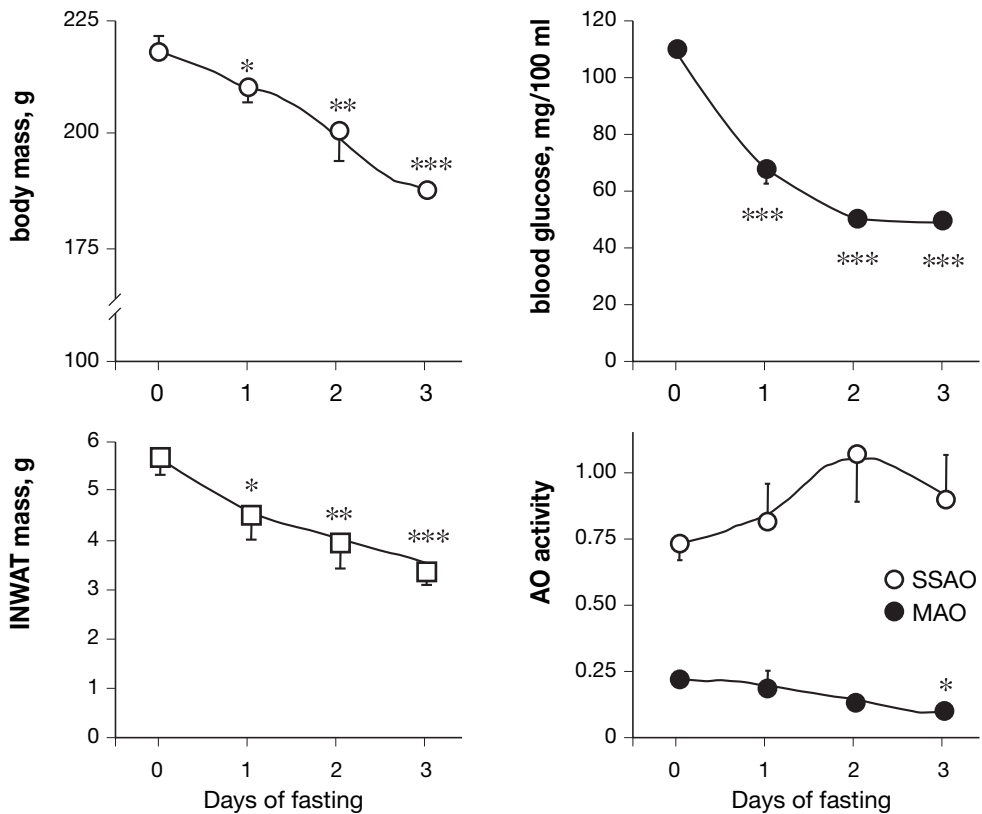 body mass, g
225
200
175
100
*
**
***
0 1 2 3
blood glucose, mg/100 ml
120
100
80
60
40
20
0
***
***
***
0 1 2 3
INWAT mass, g
6
5
4
3
2
1
0
*
**
***
0 1 2 3
Days of fasting
AO activity
1.00
0.75
0.50
0.25
0
SSAO
MAO
*
0 1 2 3
Days of fasting